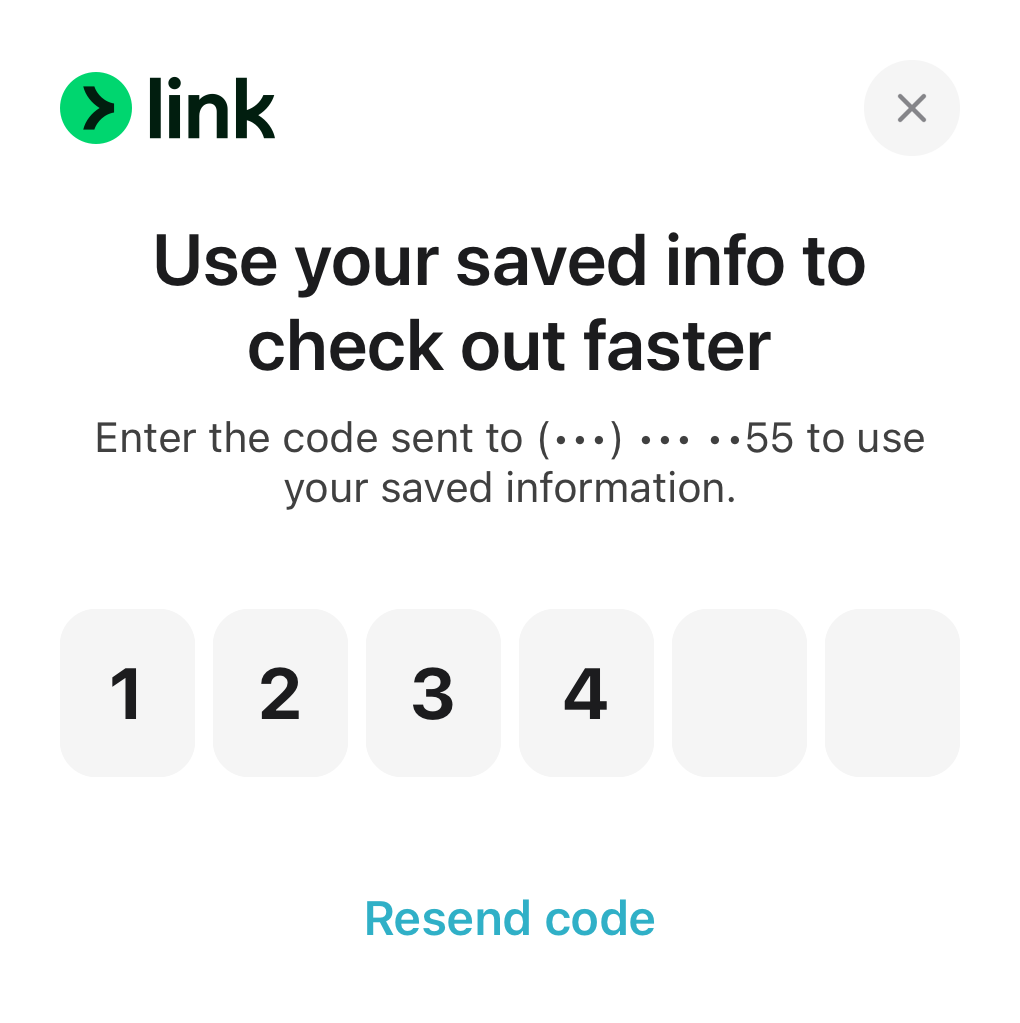 link
Use your saved info to
check out faster
Enter the code sent to (•••) ••• ••55 to use
your saved information.
1 2 3 4
Resend code